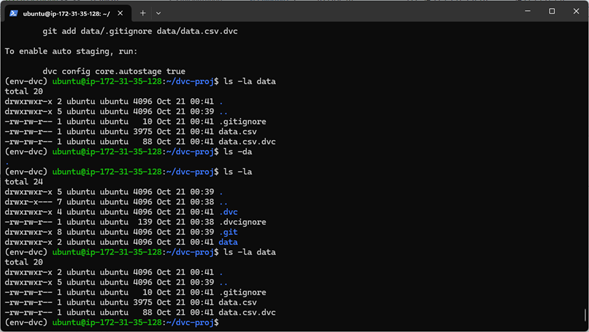 ubuntu@ip-172-31-35-128: ~/
git add data/.gitignore data/data.csv.dvc
To enable auto staging, run:
dvc config core.autostage true
(env-dvc) ubuntu@ip-172-31-35-128:~/dvc-proj$ ls -la data
total 20
drwxrwxr-x 2 ubuntu ubuntu 4096 Oct 21 00:41 .
drwxrwxr-x 5 ubuntu ubuntu 4096 Oct 21 00:39 ..
-rw-rw-r-- 1 ubuntu ubuntu   10 Oct 21 00:41 .gitignore
-rw-rw-r-- 1 ubuntu ubuntu 3975 Oct 21 00:41 data.csv
-rw-rw-r-- 1 ubuntu ubuntu   88 Oct 21 00:41 data.csv.dvc
(env-dvc) ubuntu@ip-172-31-35-128:~/dvc-proj$ ls -da
.
(env-dvc) ubuntu@ip-172-31-35-128:~/dvc-proj$ ls -la
total 24
drwxrwxr-x 5 ubuntu ubuntu 4096 Oct 21 00:39 .
drwxr-x--- 7 ubuntu ubuntu 4096 Oct 21 00:38 ..
drwxrwxr-x 4 ubuntu ubuntu 4096 Oct 21 00:41 .dvc
-rw-rw-r-- 1 ubuntu ubuntu  139 Oct 21 00:38 .dvcignore
drwxrwxr-x 8 ubuntu ubuntu 4096 Oct 21 00:39 .git
drwxrwxr-x 2 ubuntu ubuntu 4096 Oct 21 00:41 data
(env-dvc) ubuntu@ip-172-31-35-128:~/dvc-proj$ ls -la data
total 20
drwxrwxr-x 2 ubuntu ubuntu 4096 Oct 21 00:41 .
drwxrwxr-x 5 ubuntu ubuntu 4096 Oct 21 00:39 ..
-rw-rw-r-- 1 ubuntu ubuntu   10 Oct 21 00:41 .gitignore
-rw-rw-r-- 1 ubuntu ubuntu 3975 Oct 21 00:41 data.csv
-rw-rw-r-- 1 ubuntu ubuntu   88 Oct 21 00:41 data.csv.dvc
(env-dvc) ubuntu@ip-172-31-35-128:~/dvc-proj$